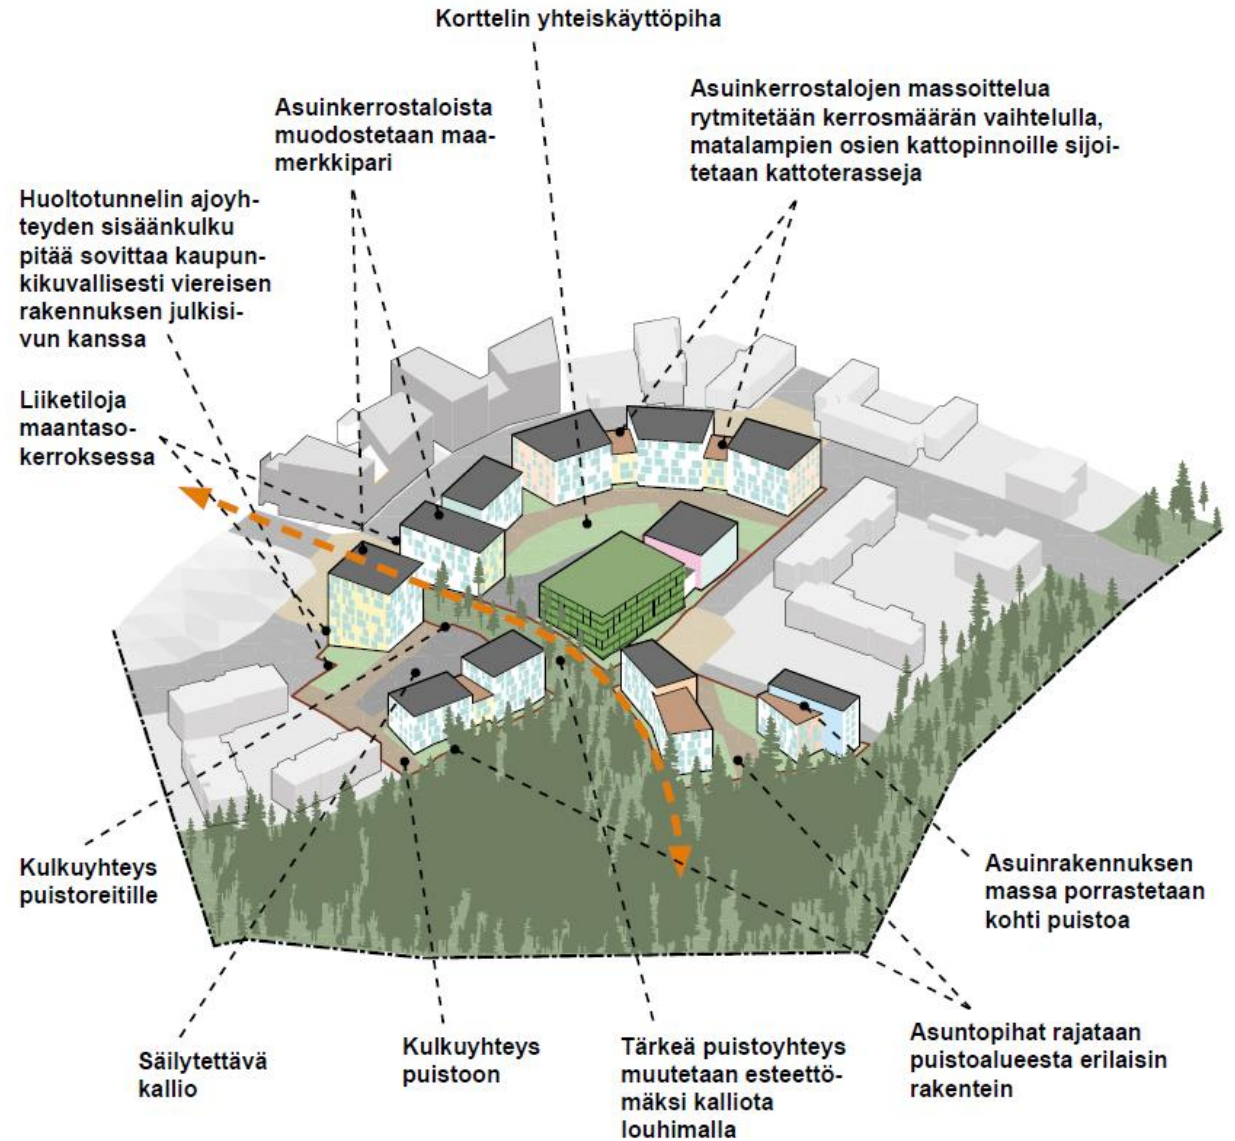 Korttelin yhteiskäyttöpiha
Asuinkerrostaloista
muodostetaan maa-
merkkipari
Asuinkerrostalojen massoittelua
rytmitetään kerrosmäärän vaihtelulla,
matalampien osien kattopinnoille sijoi-
tetaan kattoterasseja
Huoltotunnelin ajoyh-
teyden sisäänkulku
pitää sovittaa kaupun-
kikuvallisesti viereisen
rakennuksen julkisi-
vun kanssa
Liiketiloja
maantaso-
kerroksessa
Kulkuyhteys
puistoreitille
Asuinrakennuksen
massa porrastetaan
kohti puistoa
Säilytettävä
kallio
Kulkuyhteys
puistoon
Tärkeä puistoyhteys
muutetaan esteettö-
mäksi kalliota
louhimalla
Asuntopihat rajataan
puistoalueesta erilaisin
rakentein